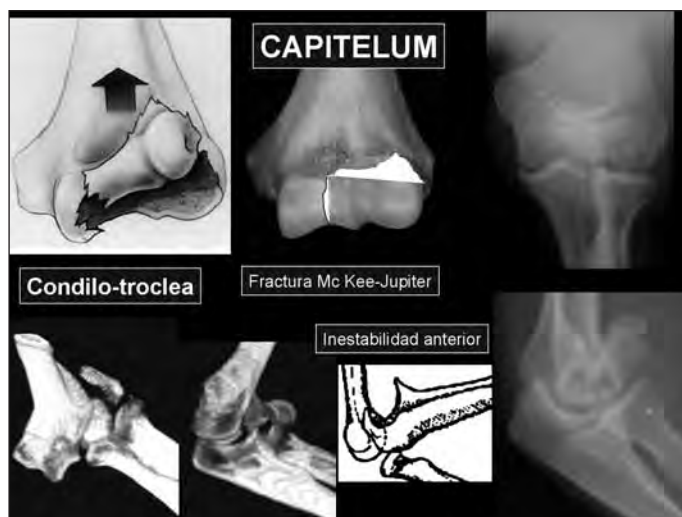 CAPITELUM
Condilo-troclea
Fractura Mc Kee-Jupiter
Inestabilidad anterior